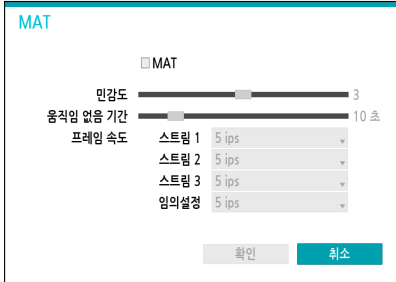 MAT
MAT
민감도 3
움직임 없음 기간 10 초
프레임 속도 스트림 1 5 ips
스트림 2 5 ips
스트림 3 5 ips
임의설정 5 ips
확인 취소